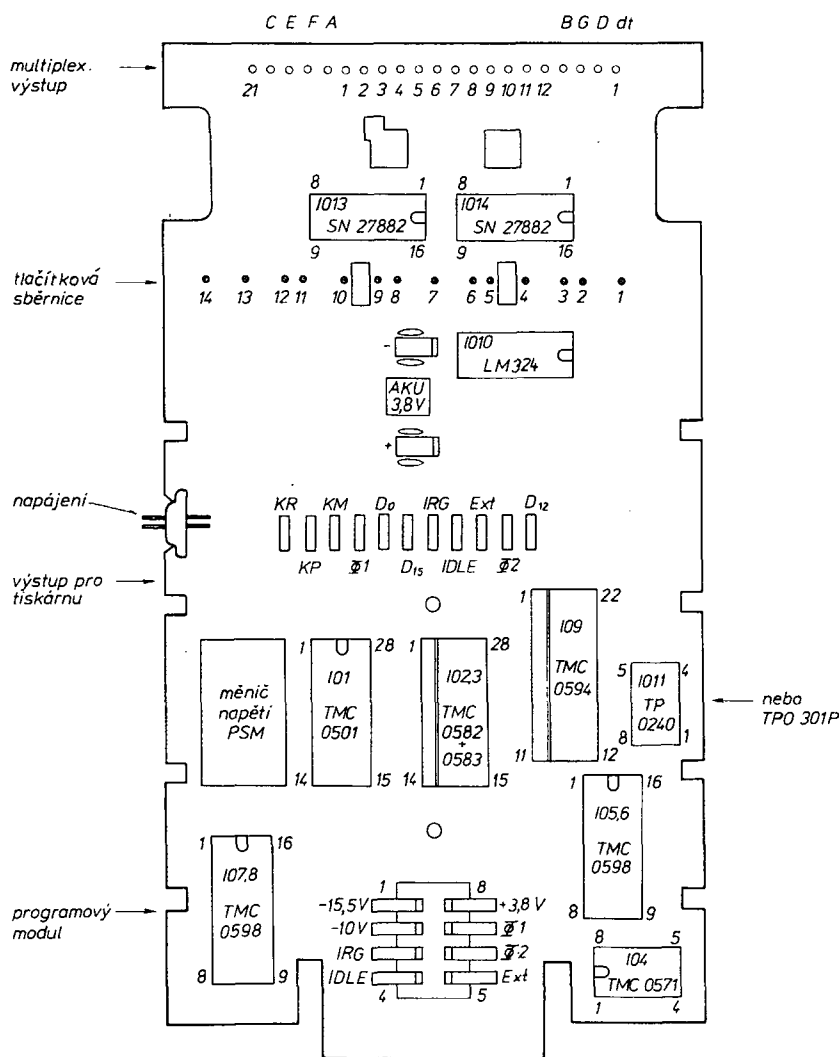 C E F A B G D dt
multiplex.
výstup
21 1 2 3 4 5 6 7 8 9 10 11 12 1
8 1 8 1
I013 I014
SN 27882 SN 27882
9 16 9 16
tlačítková
sběrnice
14 13 12 11 10 9 8 7 6 5 4 3 2 1
-
I010
LM324
AKU
3,8 V
+
napájení
KR KM D0 IRG Ext D12
KP Φ1 D15 IDLE Φ2
výstup pro
tiskárnu
1 22
I09
TMC
0594
11 12
měnič
napětí
PSM
1 28
I01
TMC
0501
14 15
1 28
I02,3
TMC
0582
+
0583
14 15
5 4
I011
TP
0240
8 1
nebo
TPO 301P
1 16
I05,6
TMC
0598
8 9
1 16
I07,8
TMC
0598
8 9
programový
modul
1 8
-15,5 V +3,8 V
-10V Φ1
IRG Φ2
IDLE Ext
4 5
8 5
I04
TMC 0571
1 4